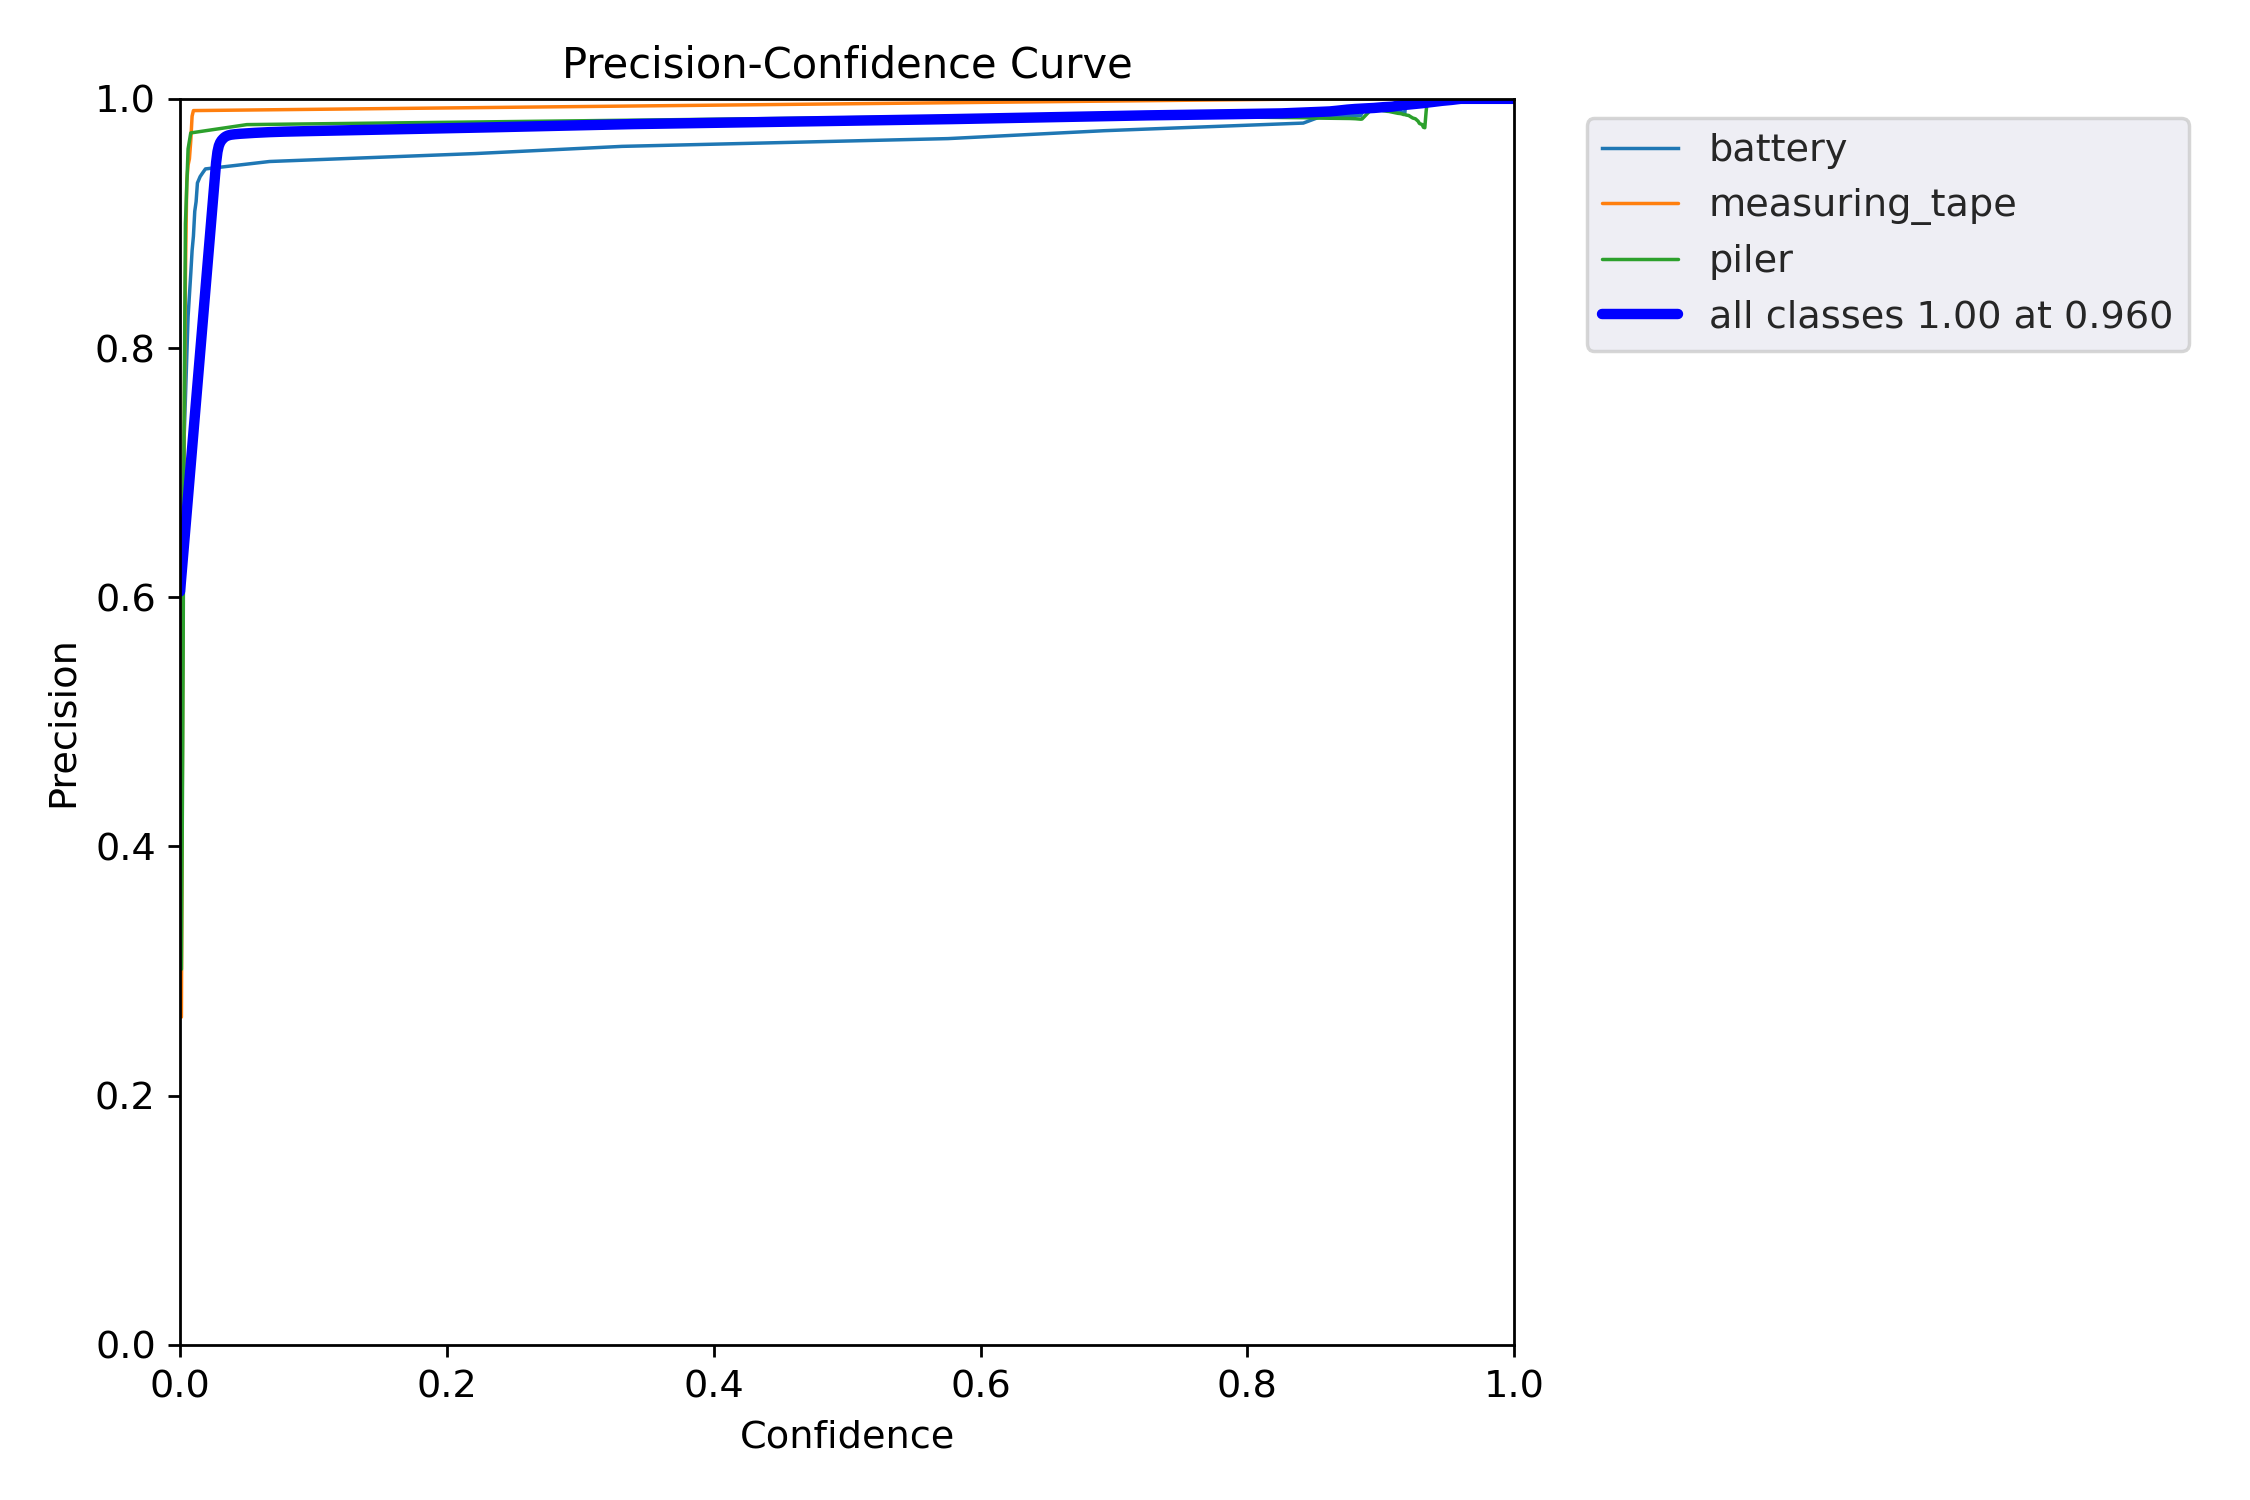 Precision-Confidence Curve
1.0
0.8
0.6
0.4
0.2
0.0
Precision
0.0 0.2 0.4 0.6 0.8 1.0
Confidence
battery
measuring_tape
piler
all classes 1.00 at 0.960